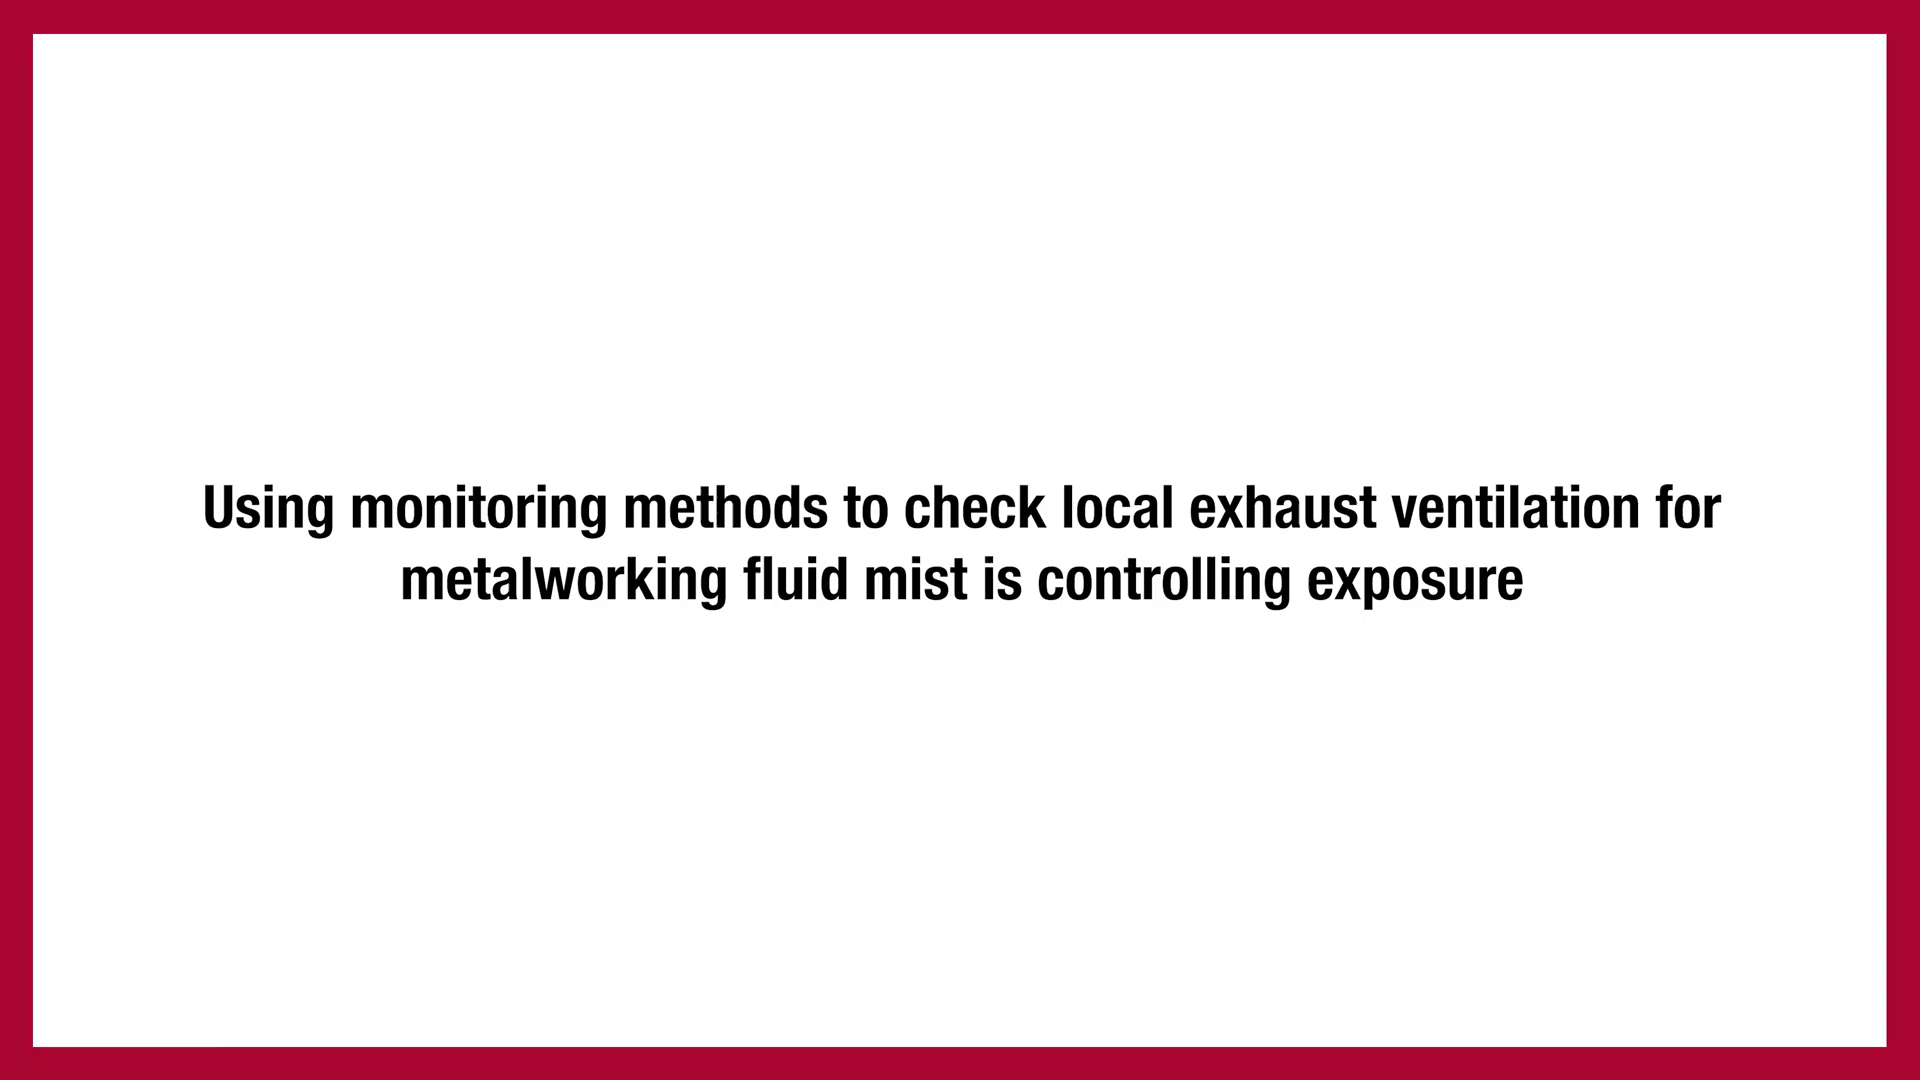 Using monitoring methods to check local exhaust ventilation for
metalworking fluid mist is controlling exposure